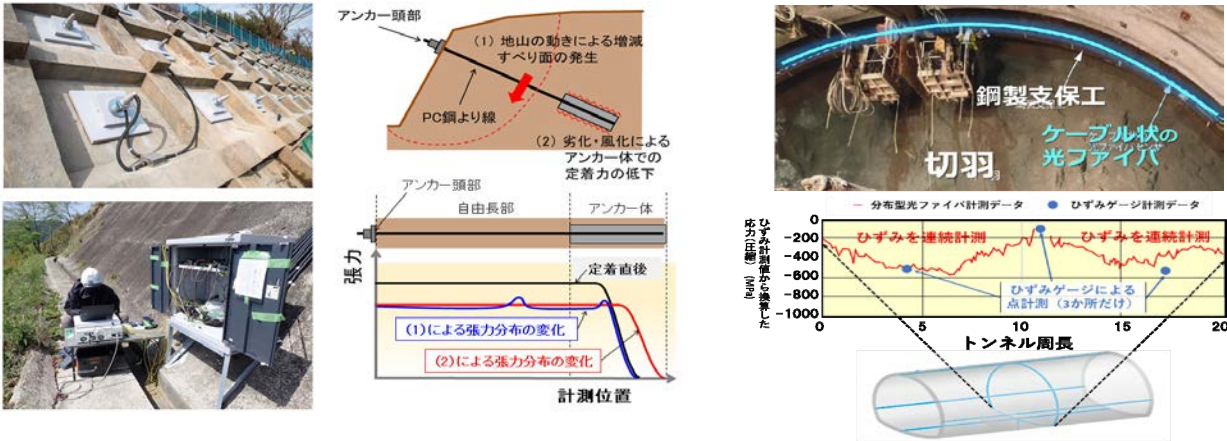 アンカー頭部
(1) 地山の動きによる増減
すべり面の発生
PC鋼より線
(2) 劣化・風化による
アンカー体での
定着力の低下
アンカー頭部
自由長部
アンカー体
張力
定着直後
(1)による張力分布の変化
(2)による張力分布の変化
計測位置
鋼製支保工
ケーブル状の
光ファイバ
切羽
ひずみ計測値から換算した
応力(圧縮) (MPa)
分布型光ファイバ計測データ
ひずみゲージ計測データ
0
-200
-400
-600
-800
-1000
ひずみを連続計測
ひずみを連続計測
ひずみゲージによる
点計測（3か所だけ）
0
5
10
15
20
トンネル周長